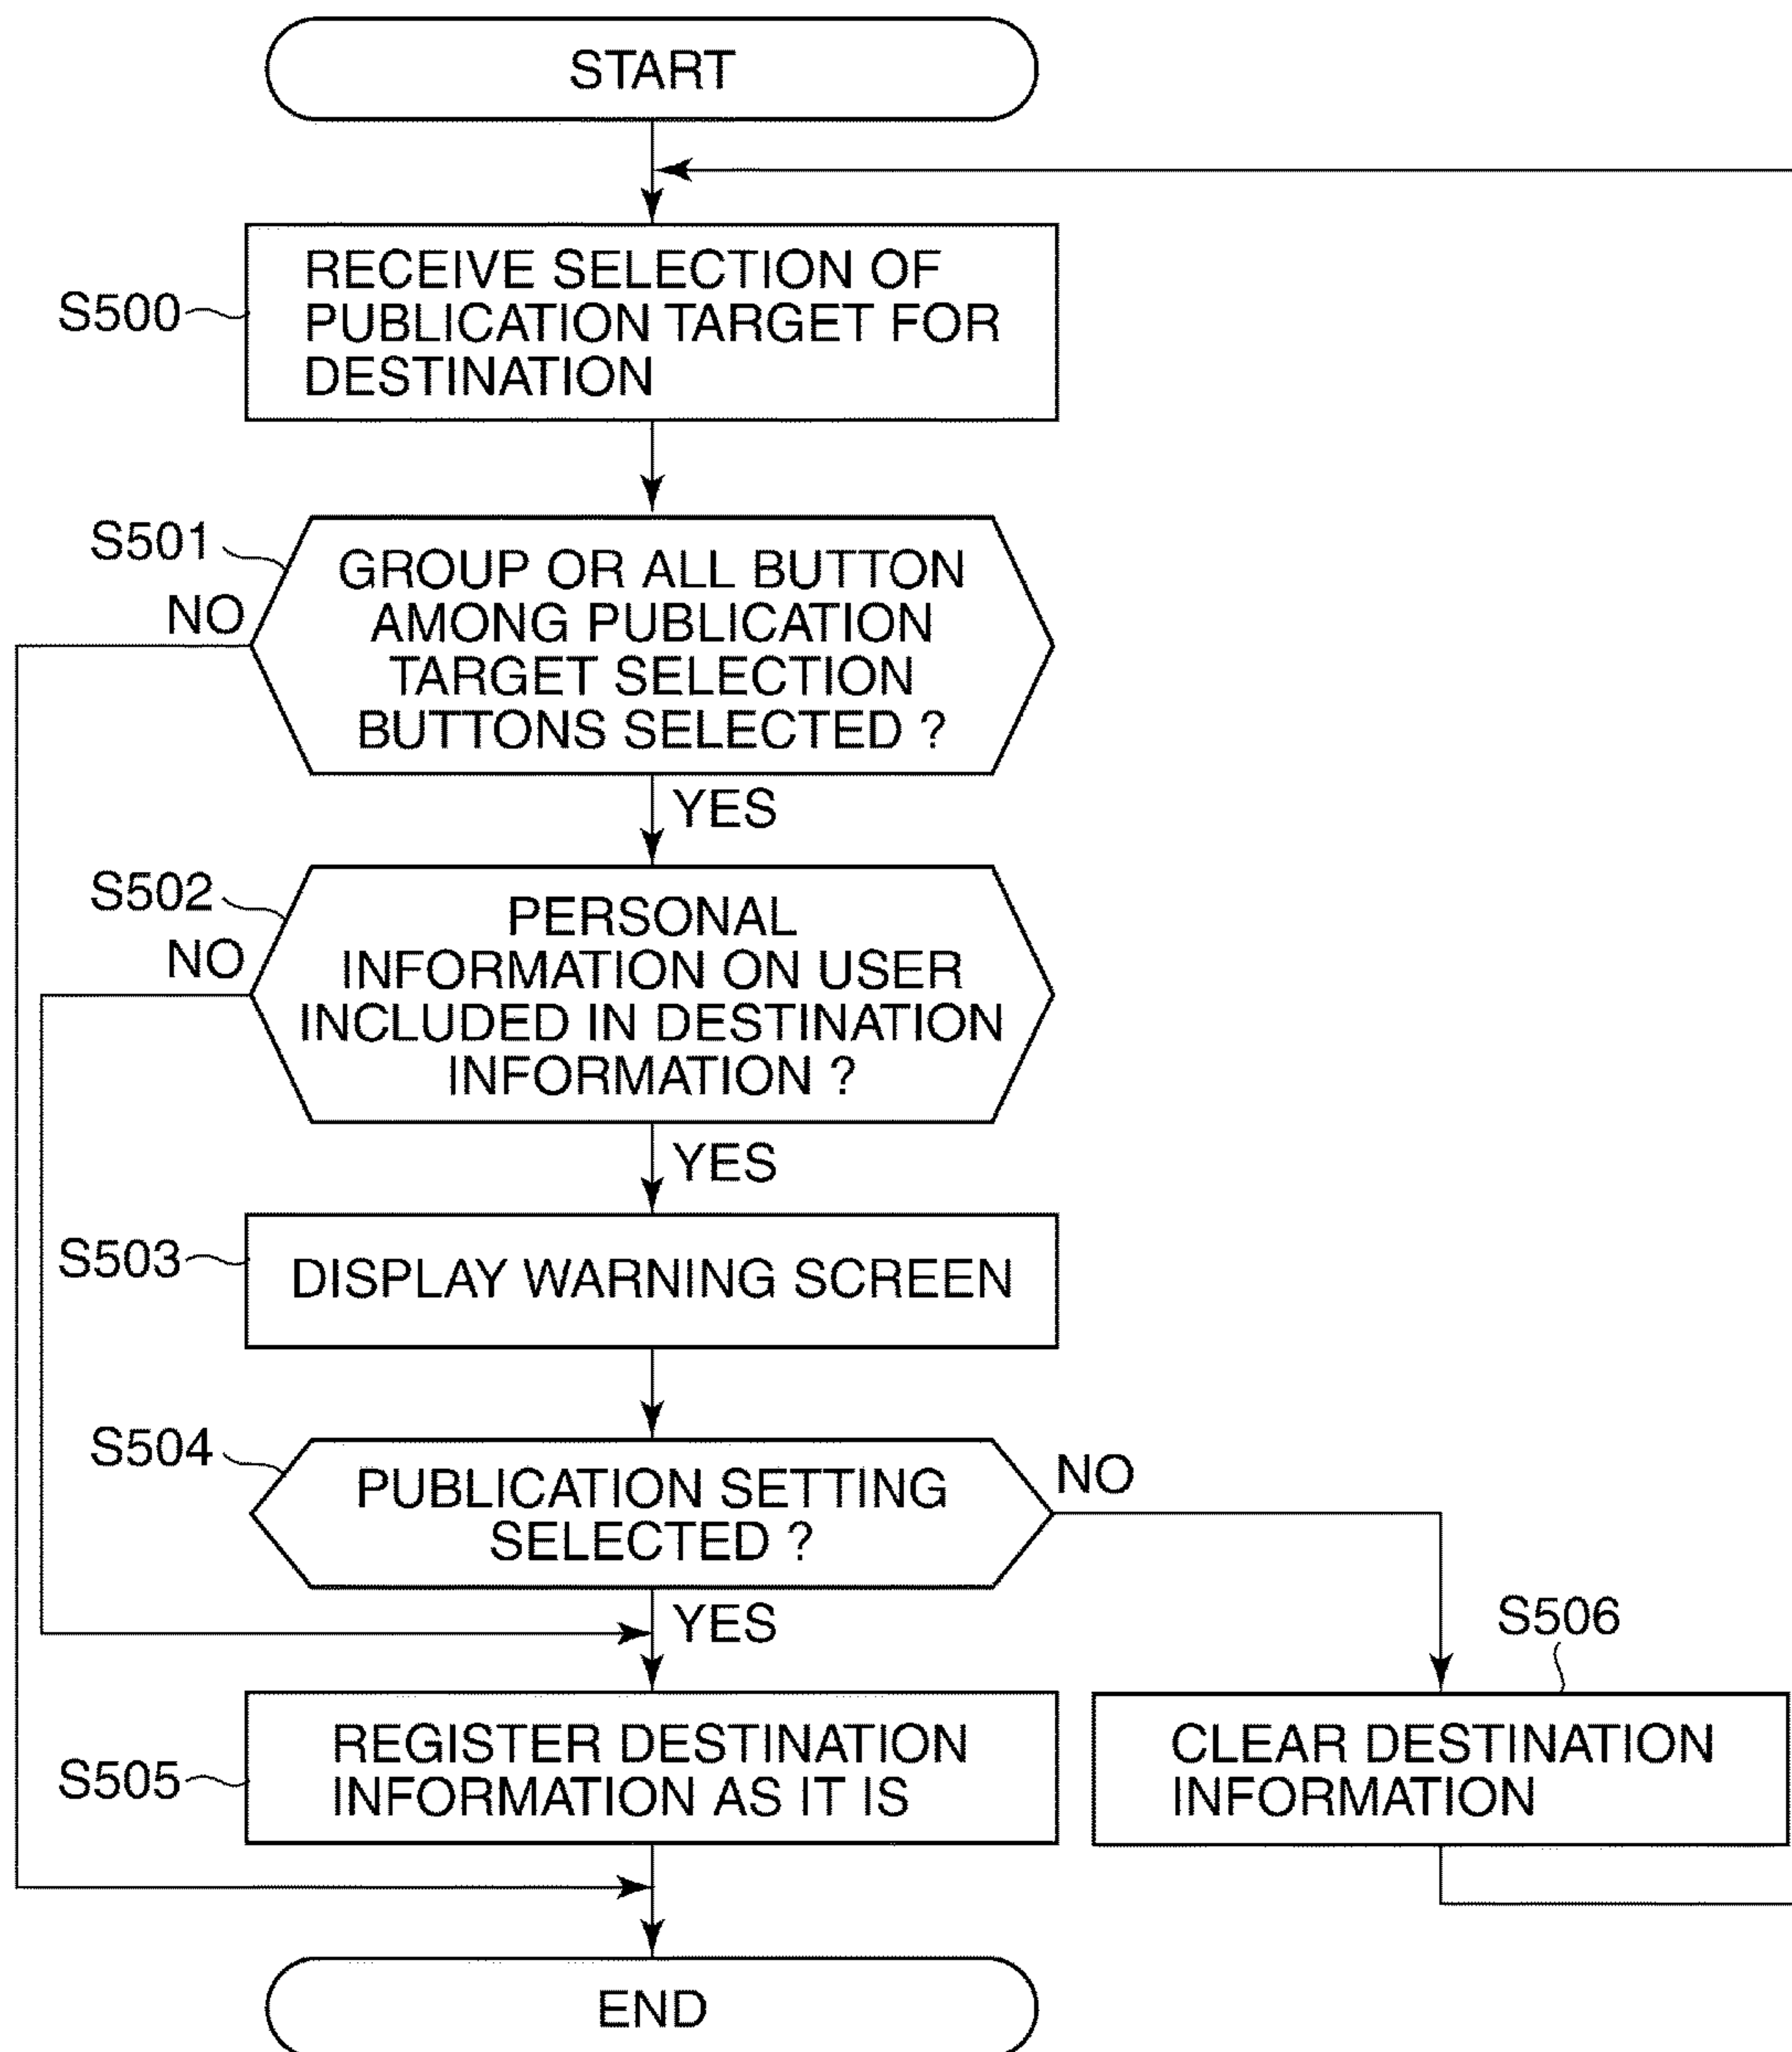 START
S500
RECEIVE SELECTION OF
PUBLICATION TARGET FOR
DESTINATION
S501
NO
GROUP OR ALL BUTTON
AMONG PUBLICATION
TARGET SELECTION
BUTTONS SELECTED ?
YES
S502
NO
PERSONAL
INFORMATION ON USER
INCLUDED IN DESTINATION
INFORMATION ?
YES
S503
DISPLAY WARNING SCREEN
S504
PUBLICATION SETTING
SELECTED ?
NO
YES
S505
REGISTER DESTINATION
INFORMATION AS IT IS
S506
CLEAR DESTINATION
INFORMATION
END